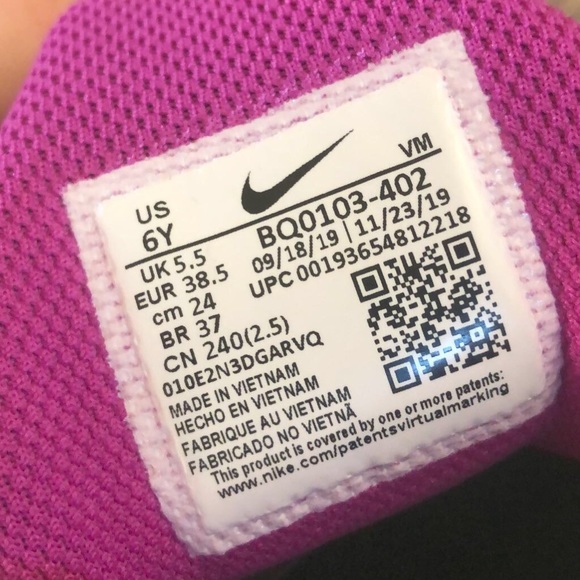 VM
US
6Y
BQ0103-402
UK 5.5
09/18/19 | 11/23/19
EUR 38.5
UPC 00193654812218
cm 24
BR 37
CN 240(2.5)
010E2N3DGARVQ
MADE IN VIETNAM
HECHO EN VIETNAM
FABRIQUE AU VIETNAM
FABRICADO NO VIETNÃ
This product is covered by one or more patents:
www.nike.com/patentsvirtualmarking